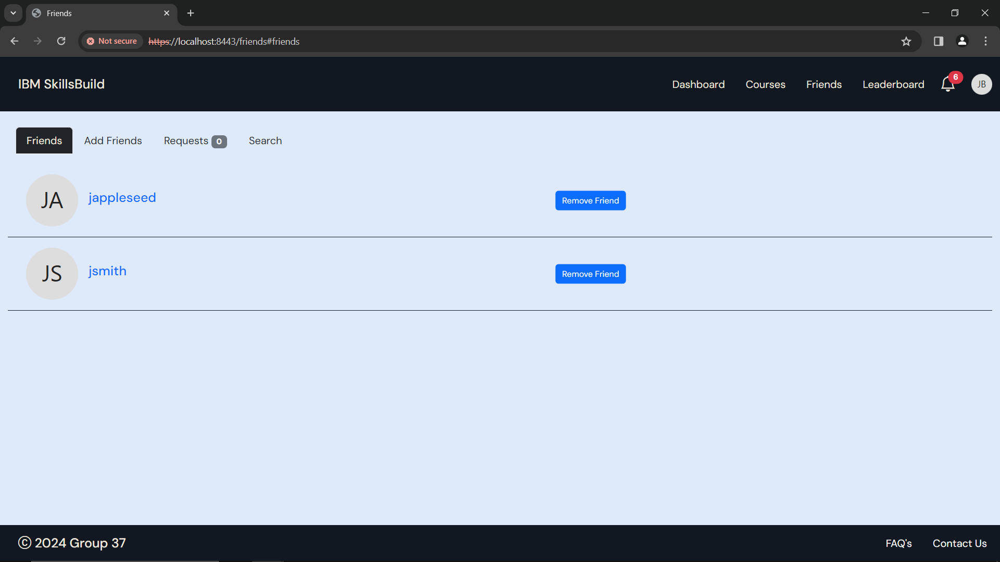 Friends
Not secure https://localhost:8443/friends#friends
IBM SkillsBuild Dashboard Courses Friends Leaderboard 6 JB
Friends Add Friends Requests 0 Search
JA jappleseed Remove Friend
JS jsmith Remove Friend
© 2024 Group 37 FAQ's Contact Us